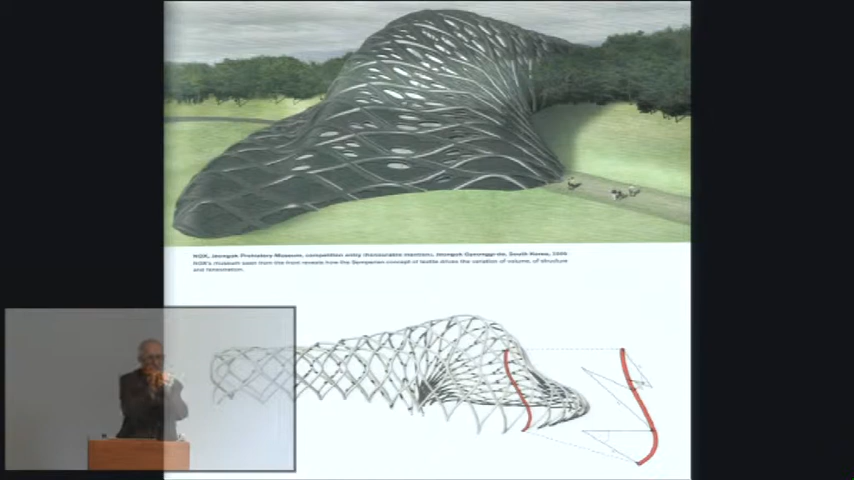 NOX, Jeongok Prehistory Museum, competition entry (honourable mention), Jeongok Gyeonggi-do, South Korea, 2006
NOX's museum seen from the front reveals how the Semperian concept of textile drives the variation of volume, of structure
and fenestration.